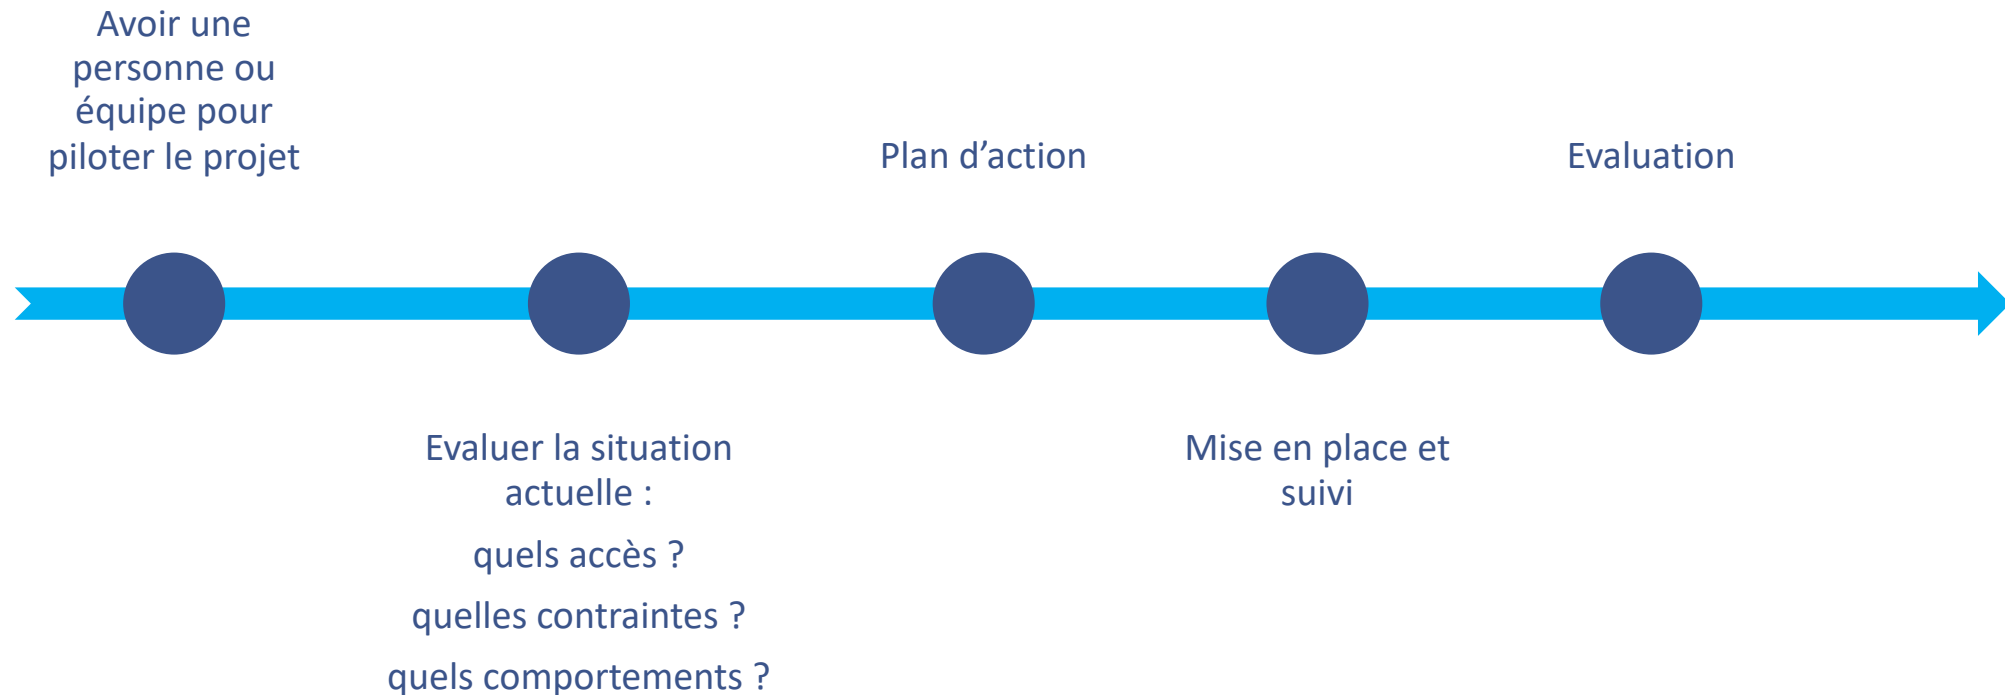 Avoir une
personne ou
équipe pour
piloter le projet
Evaluer la situation
actuelle :
quels accès ?
quelles contraintes ?
quels comportements ?
Plan d’action
Mise en place et
suivi
Evaluation